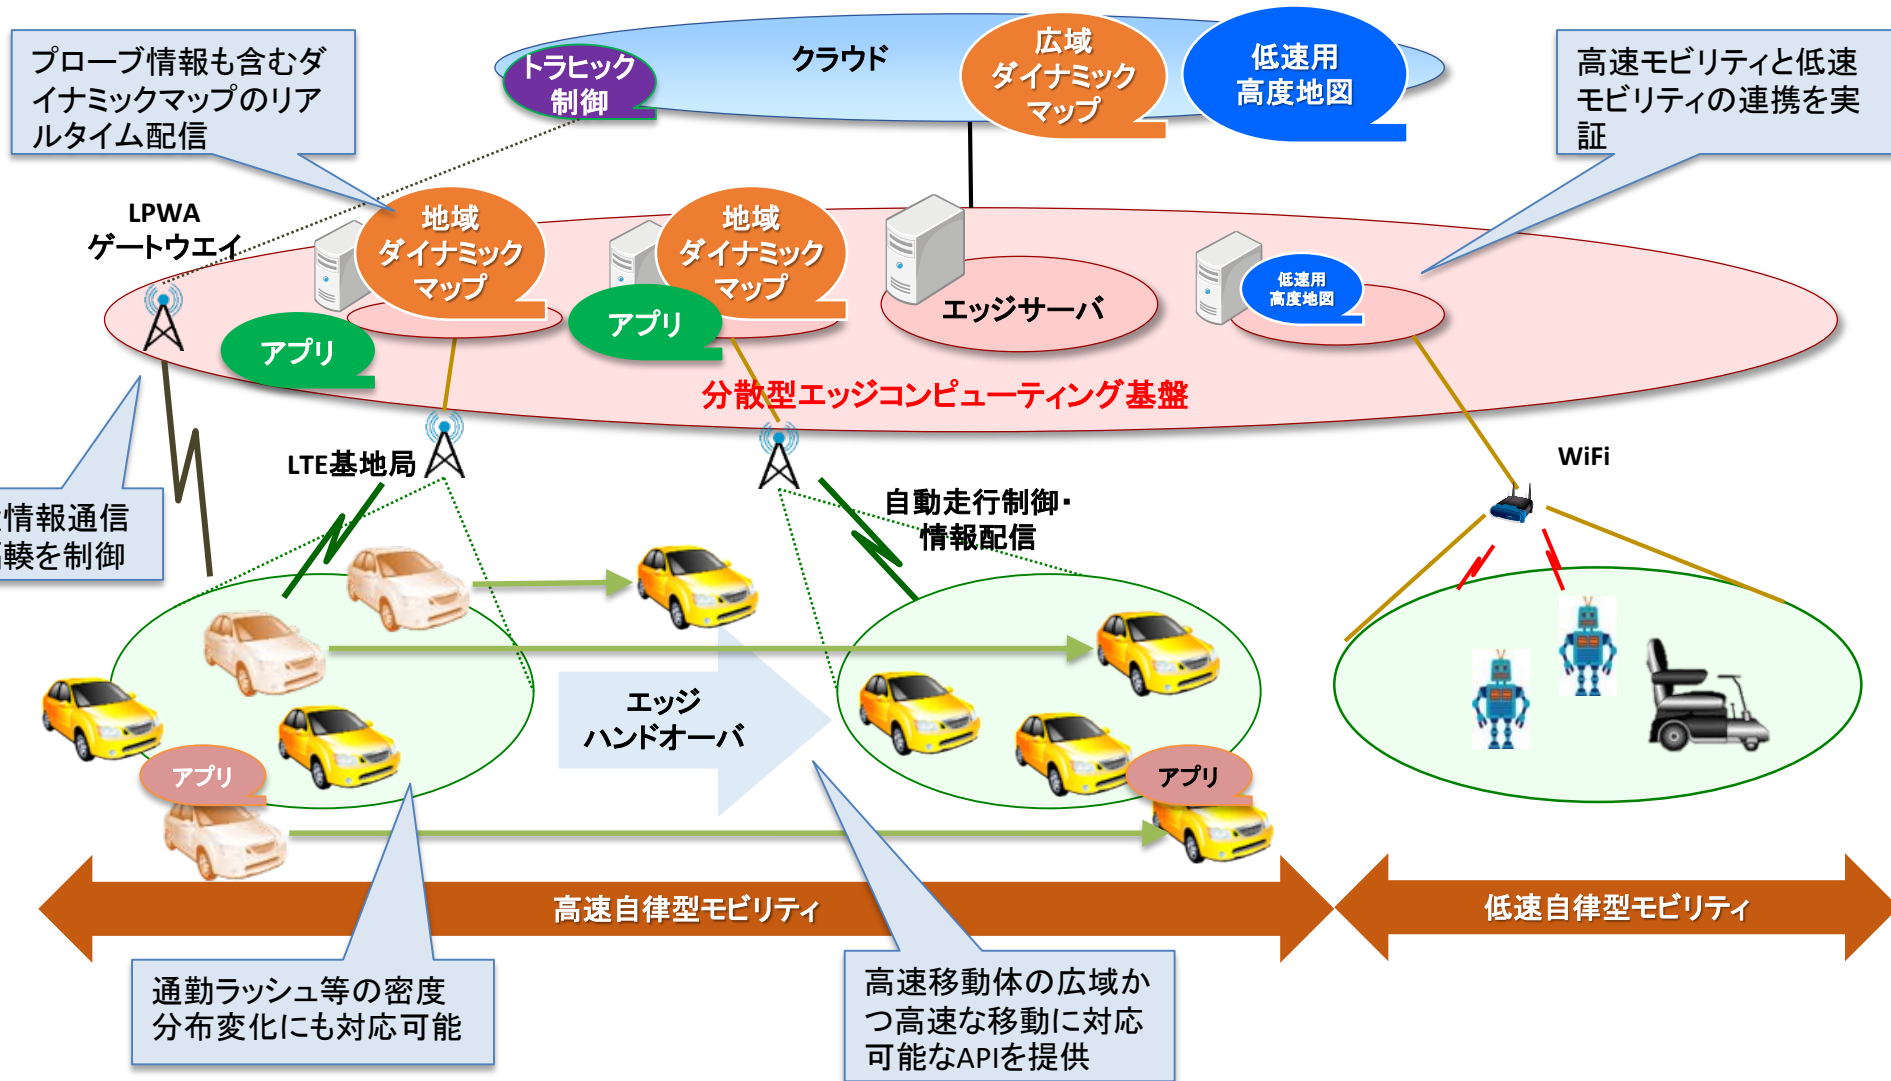 プローブ情報も含むダ
イナミックマップのリア
ルタイム配信
トラヒック
制御
クラウド
広域
ダイナミック
マップ
低速用
高度地図
高速モビリティと低速
モビリティの連携を実
証
LPWA
ゲートウエイ
地域
ダイナミック
マップ
地域
ダイナミック
マップ
アプリ
アプリ
エッジサーバ
低速用
高度地図
分散型エッジコンピューティング基盤
情報通信
輳を制御
LTE基地局
自動走行制御・
情報配信
WiFi
エッジ
ハンドオーバ
アプリ
アプリ
高速自律型モビリティ
低速自律型モビリティ
通勤ラッシュ等の密度
分布変化にも対応可能
高速移動体の広域か
つ高速な移動に対応
可能なAPIを提供